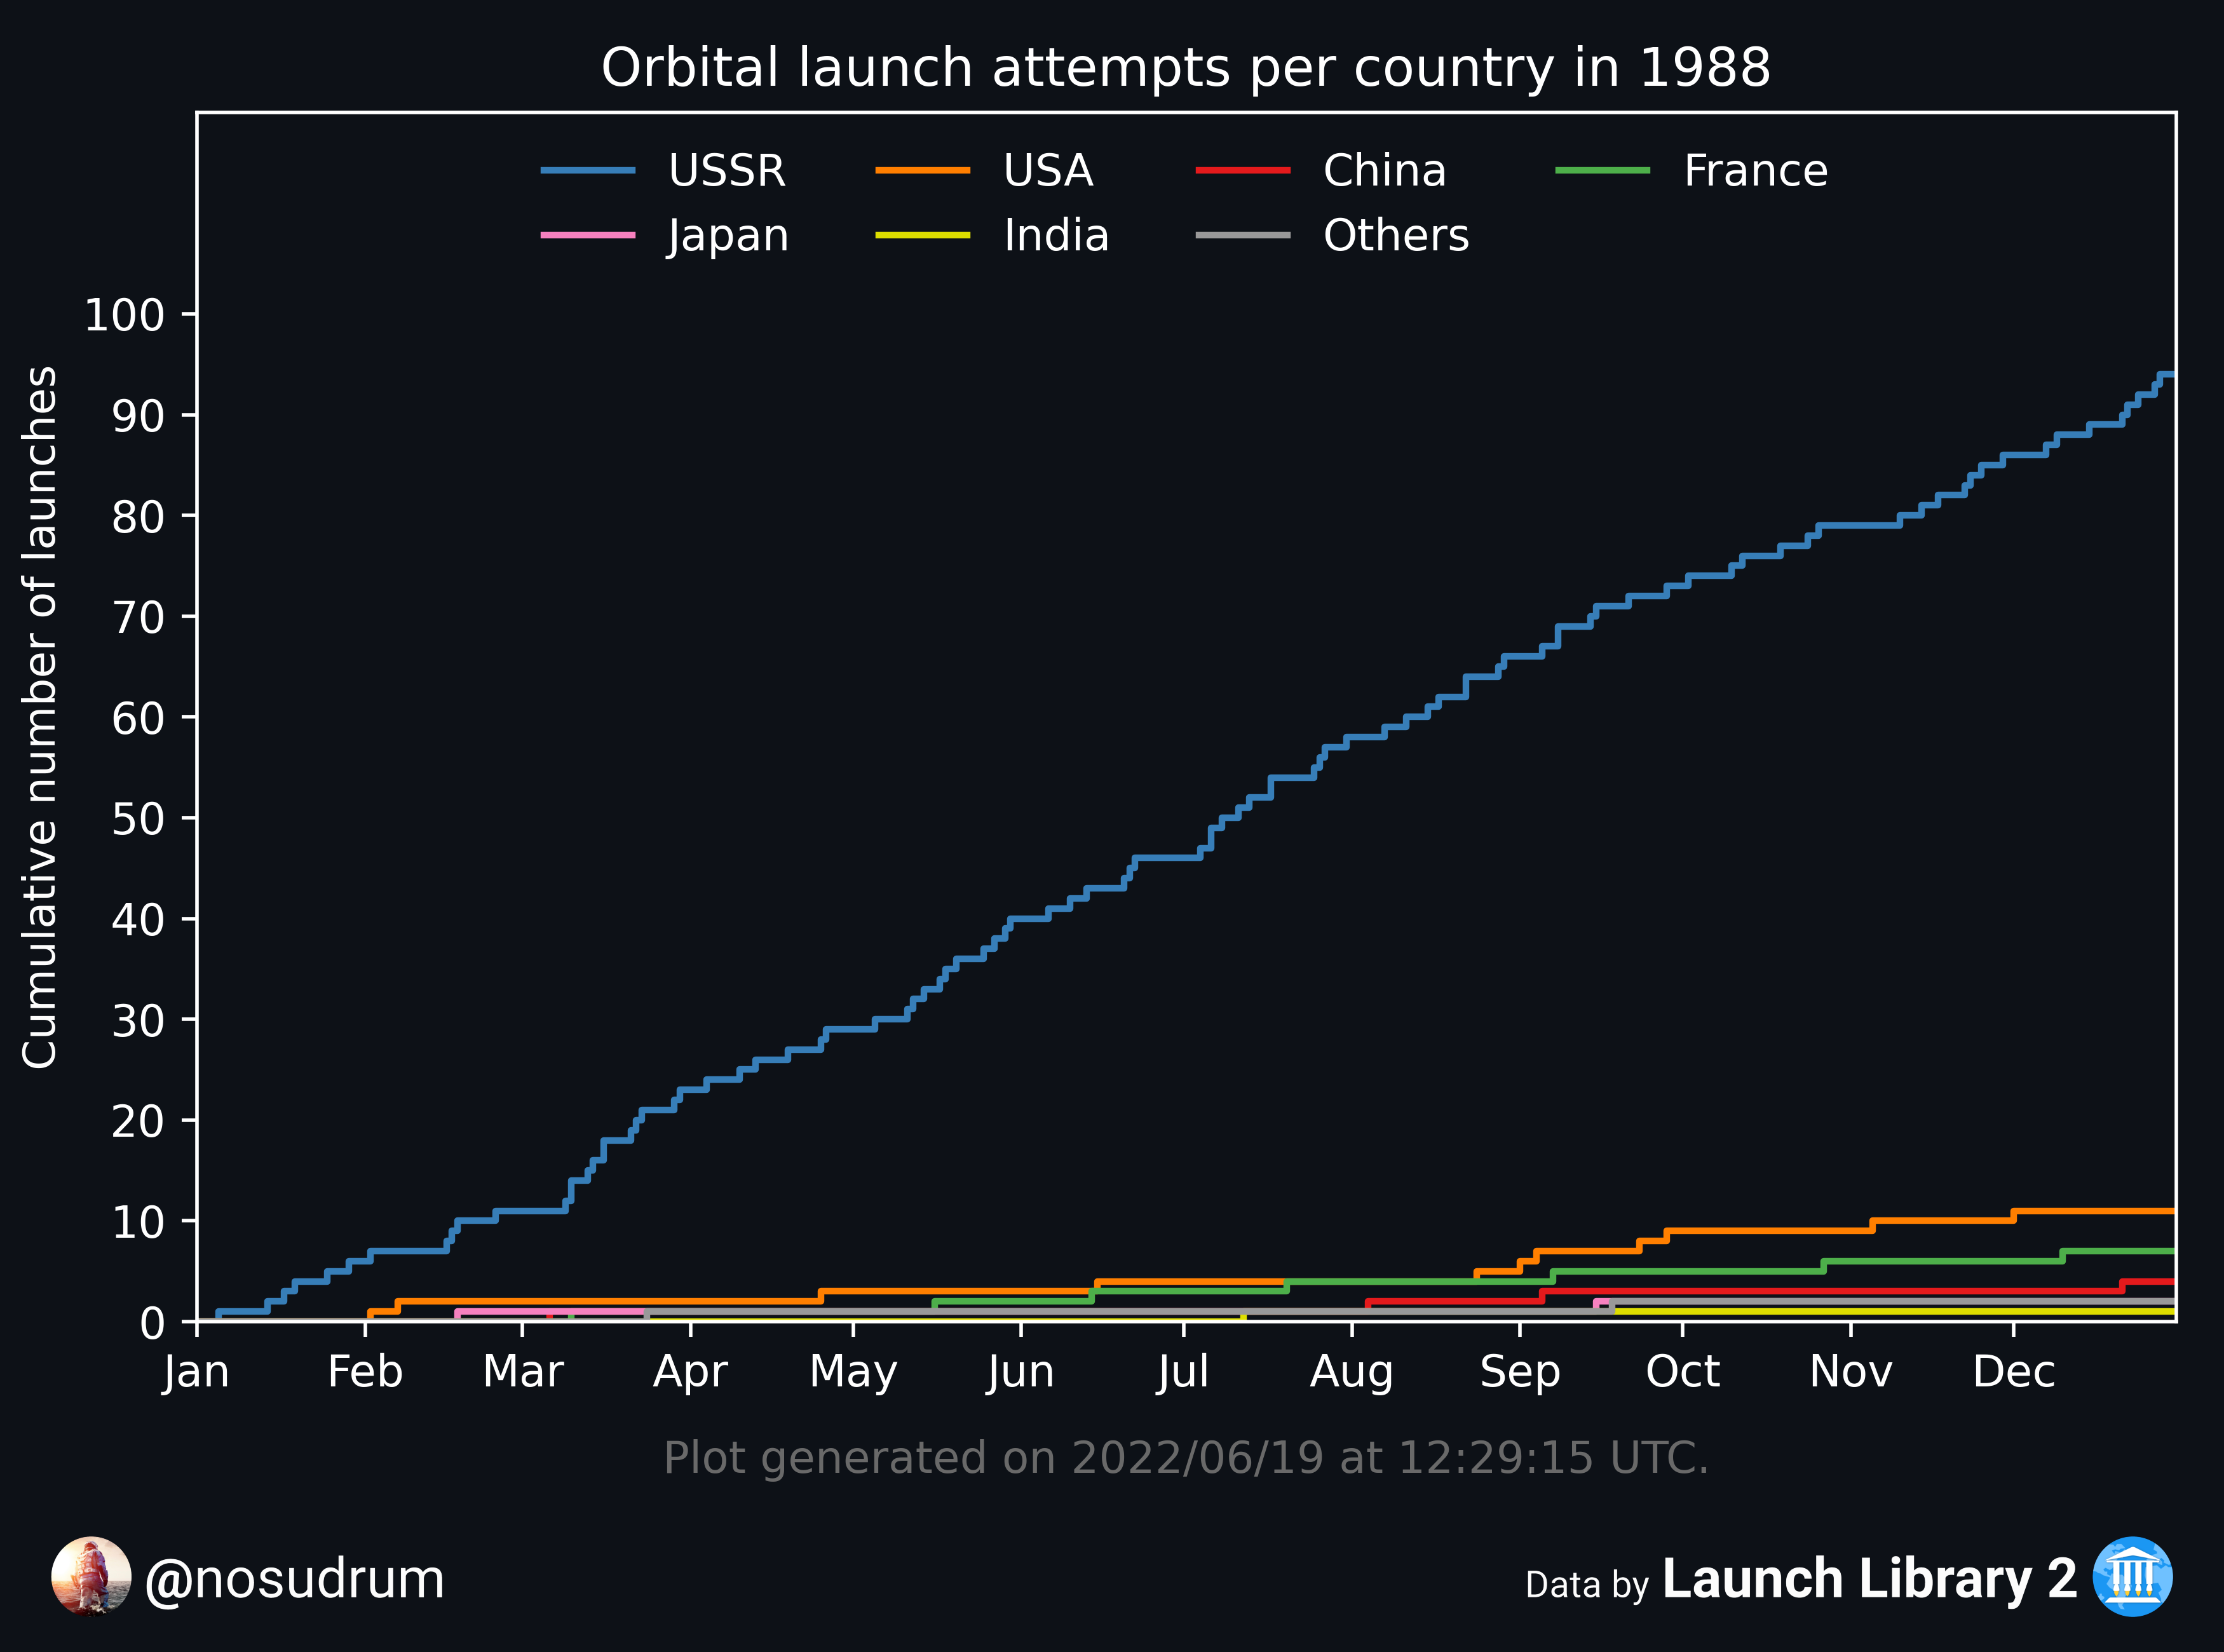 Orbital launch attempts per country in 1988
USSR USA China France
Japan India Others
Cumulative number of launches
100
90
80
70
60
50
40
30
20
10
0
Jan Feb Mar Apr May Jun Jul Aug Sep Oct Nov Dec
Plot generated on 2022/06/19 at 12:29:15 UTC.
@nosudrum
Data by Launch Library 2